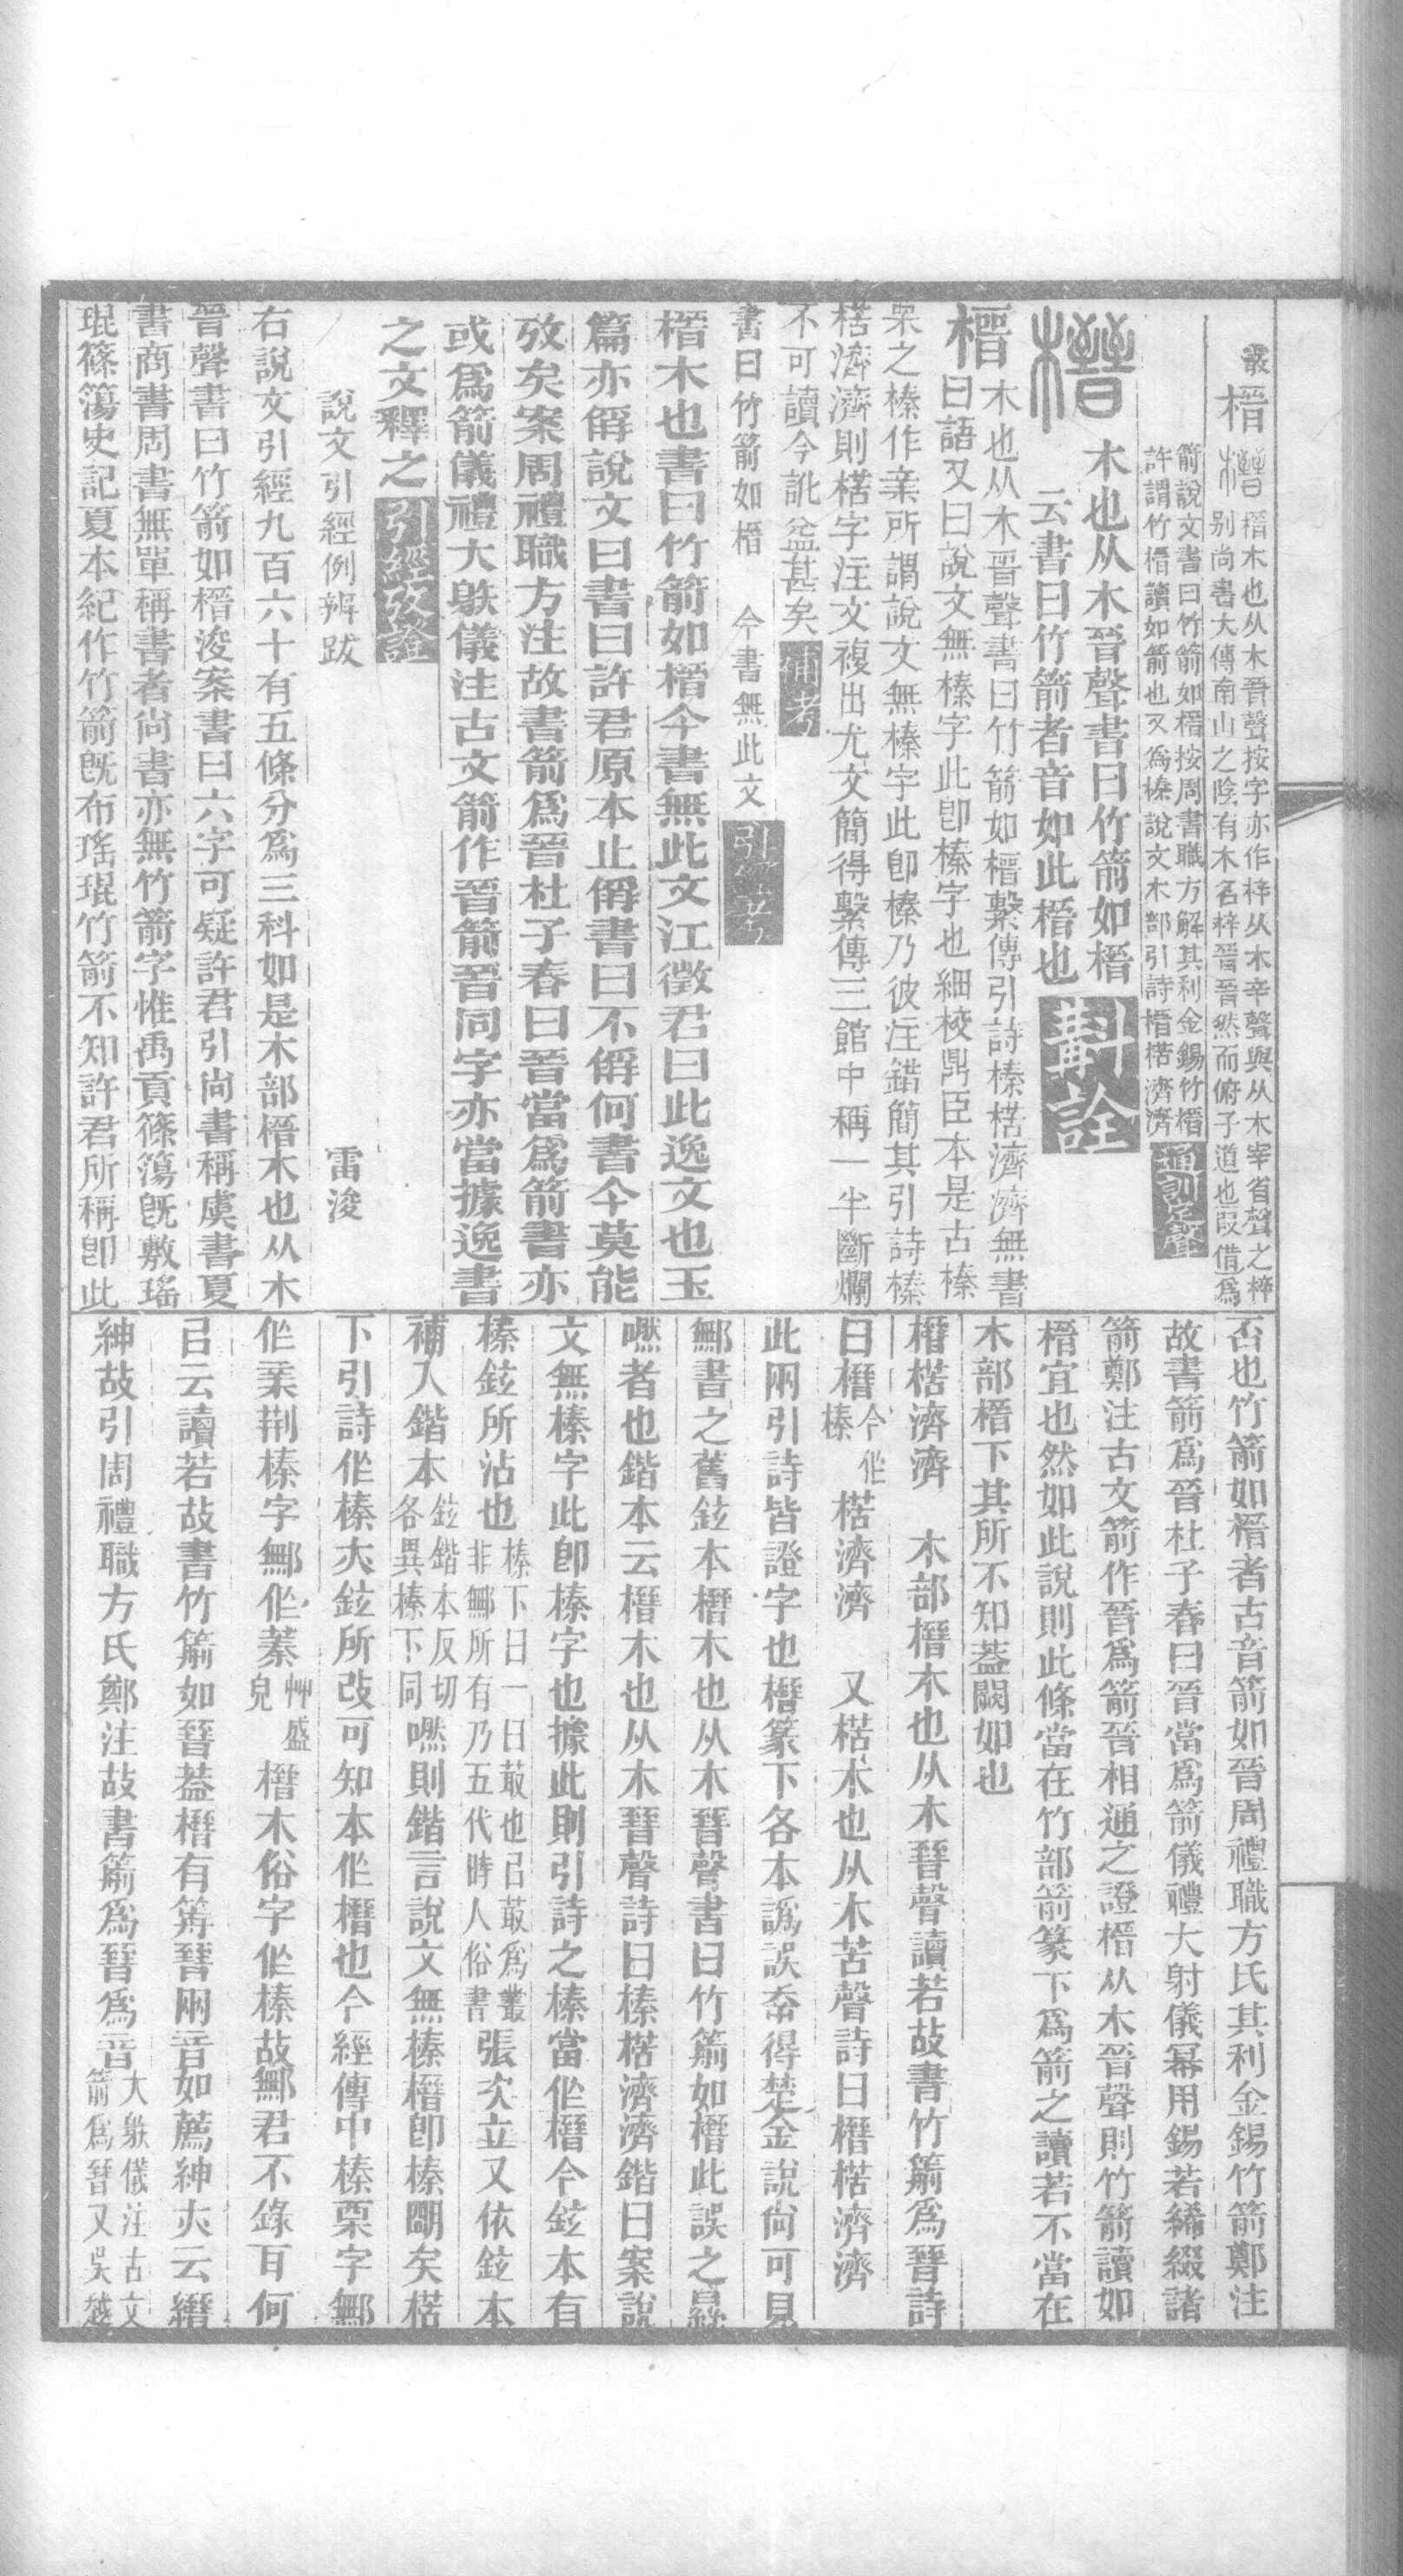 叢 榗 榗木也从木晉聲按字亦作梓从木辛聲與从木宰省聲之梓
别尚書大傳南山之陰有木名梓晉晉然而俯子道也叚借爲
箭說文書曰竹箭如榗按周書職方解其利金錫竹榗
許謂竹榗讀如箭也又爲榛說文木部引詩榗楛濟濟 通訓定聲
榗 木也从木晉聲書曰竹箭如榗
云書曰竹箭者音如此榗也 斠詮
榗 木也从木晉聲書曰竹箭如榗繫傳引詩榛楛濟濟無書
曰語又曰說文無榛字此卽榛字也細校鼎臣本是古榛
栗之榛作亲所謂說文無榛字此卽榛乃彼注錯簡其引詩榛
楛濟濟則楛字注文複出尤文簡得繫傳三館中稱一半斷爛
不可讀今訛益甚矣 補考
書曰竹箭如榗 今書無此文 引經考
榗木也書曰竹箭如榗今書無此文江徵君曰此逸文也玉
篇亦偁說文曰書曰許君原本止偁書曰不偁何書今莫能
攷矣案周禮職方注故書箭爲晉杜子春曰晉當爲箭書亦
或爲箭儀禮大䠶儀注古文箭作晉箭晉同字亦當據逸書
之文釋之 引經攷證
說文引經例辨跋 雷浚
右說文引經九百六十有五條分爲三科如是木部榗木也从木
晉聲書曰竹箭如榗浚案書曰六字可疑許君引尚書稱虞書夏
書商書周書無單稱書者尚書亦無竹箭字惟禹貢篠簜旣敷瑤
琨篠簜史記夏本紀作竹箭旣布瑤琨竹箭不知許君所稱卽此
否也竹箭如榗者古音箭如晉周禮職方氏其利金錫竹箭鄭注
故書箭爲晉杜子春曰晉當爲箭儀禮大射儀冪用錫若絺綴諸
箭鄭注古文箭作晉爲箭晉相通之證榗从木晉聲則竹箭讀如
榗宜也然如此說則此條當在竹部箭篆下爲箭之讀若不當在
木部榗下其所不知蓋闕如也
榗楛濟濟 木部榗木也从木晉聲讀若故書竹箭爲晉詩
曰榗今作榛楛濟濟 又楛木也从木苦聲詩曰榗楛濟濟
此兩引詩皆證字也榗篆下各本譌誤夲得楚金說尙可見
鄦書之舊鉉本榗木也从木晉聲書曰竹箭如榗此誤之㬎
嘫者也鍇本云榗木也从木晉聲詩曰榛楛濟濟鍇曰案說
文無榛字此卽榛字也據此則引詩之榛當作榗今鉉本有
榛鉉所沾也榛下曰一曰菆也㠯菆爲叢非鄦所有乃五代時人俗書張次立又依鉉本
補入鍇本鉉鍇本反切各異榛下同嘫則鍇言說文無榛榗卽榛朙矣楛
下引詩作榛夶鉉所改可知本作榗也今經傳中榛栗字鄦
作亲荆榛字鄦作蓁艸盛皃榗木俗字作榛故鄦君不錄百何
㠯云讀若故書竹箭如晉葢榗有箭晉兩音如薦紳夶云縉
紳故引周禮職方氏鄭注故書箭爲晉爲音大䠶儀注古文箭爲晉又吳越